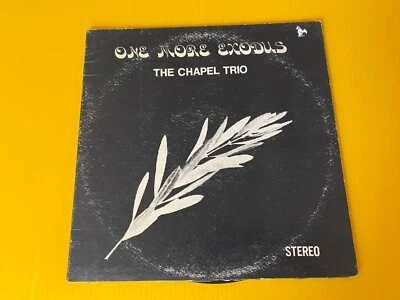 ONE MORE EXODUS
THE CHAPEL TRIO
STEREO